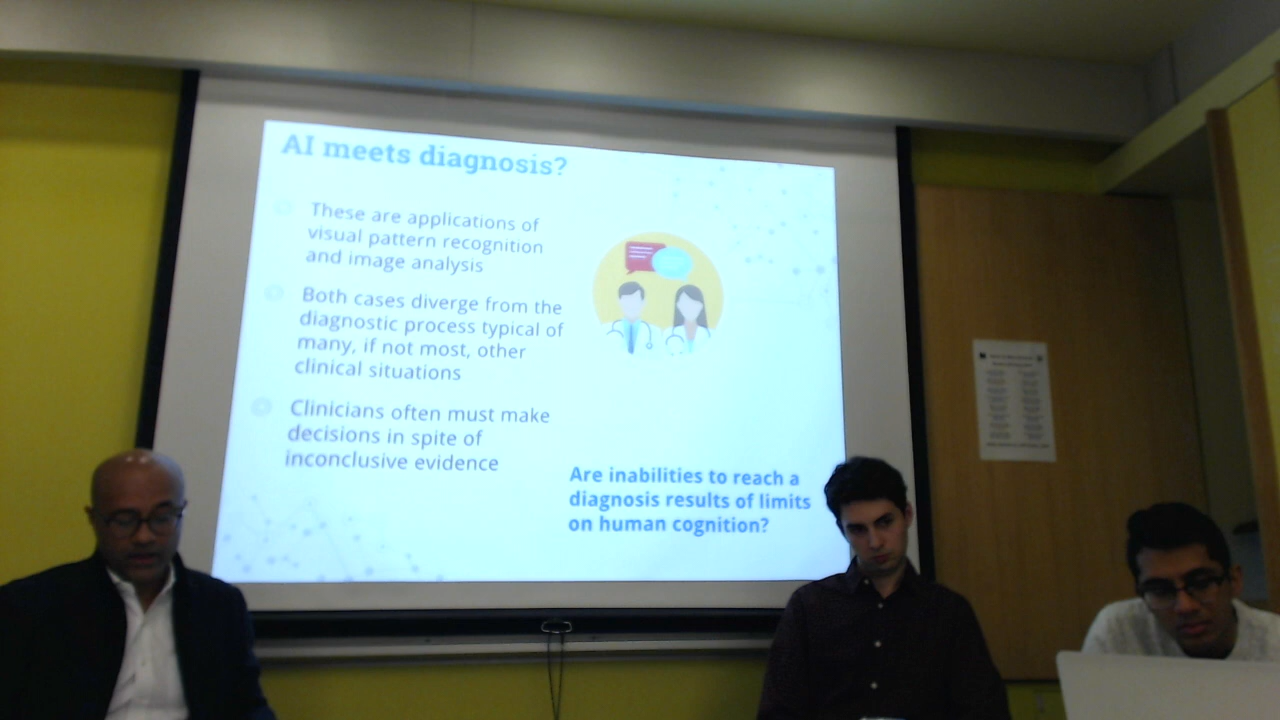 AI meets diagnosis?
These are applications of
visual pattern recognition
and image analysis
Both cases diverge from the
diagnostic process typical of
many, if not most, other
clinical situations
Clinicians often must make
decisions in spite of
inconclusive evidence
Are inabilities to reach a
diagnosis results of limits
on human cognition?